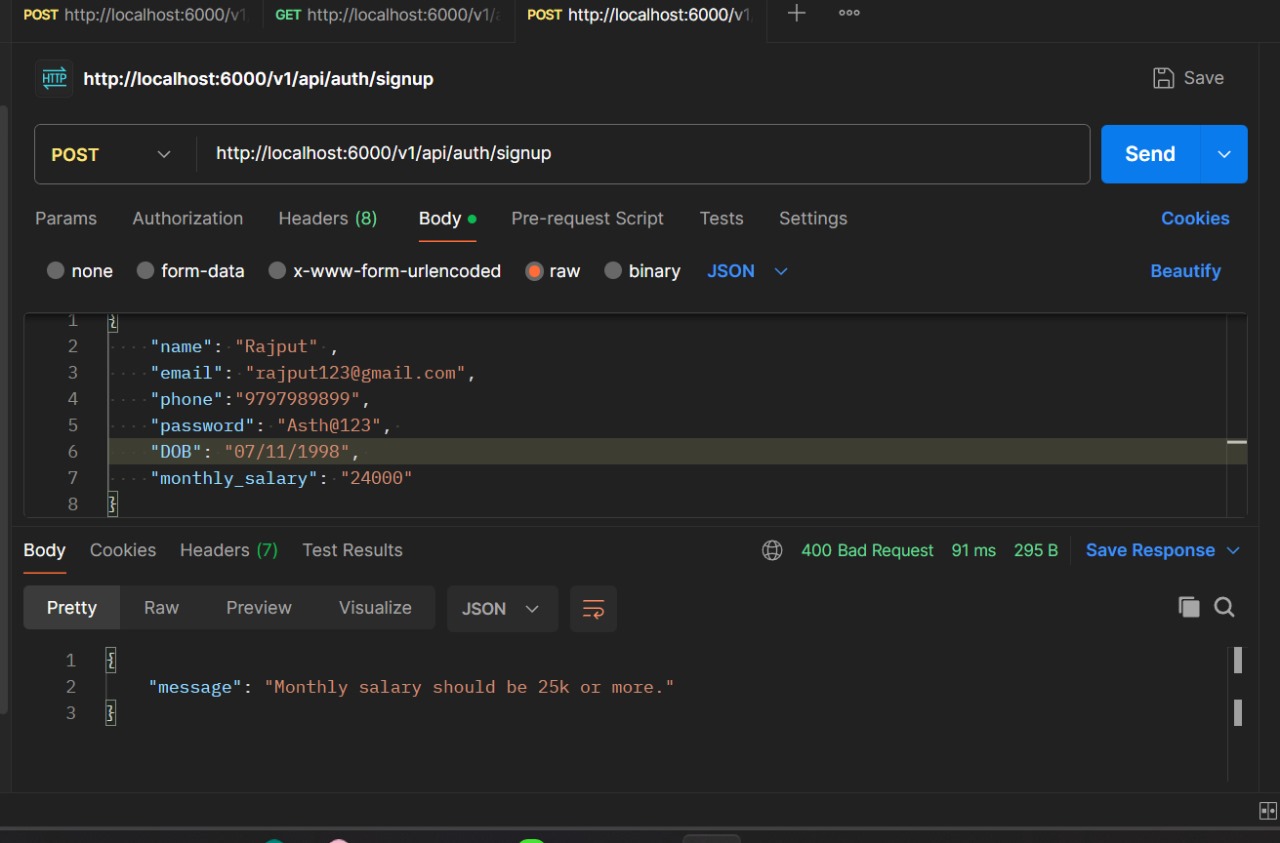 POST http://localhost:6000/v1 GET http://localhost:6000/v1/a POST http://localhost:6000/v1
HTTP http://localhost:6000/v1/api/auth/signup Save
POST http://localhost:6000/v1/api/auth/signup Send
Params Authorization Headers (8) Body Pre-request Script Tests Settings Cookies
none form-data x-www-form-urlencoded raw binary JSON Beautify
1 {
2 "name": "Rajput" ,
3 "email": "rajput123@gmail.com",
4 "phone":"9797989899",
5 "password": "Asth@123",
6 "DOB": "07/11/1998",
7 "monthly_salary": "24000"
8 }
Body Cookies Headers (7) Test Results 400 Bad Request 91 ms 295 B Save Response
Pretty Raw Preview Visualize JSON
1 {
2 "message": "Monthly salary should be 25k or more."
3 }